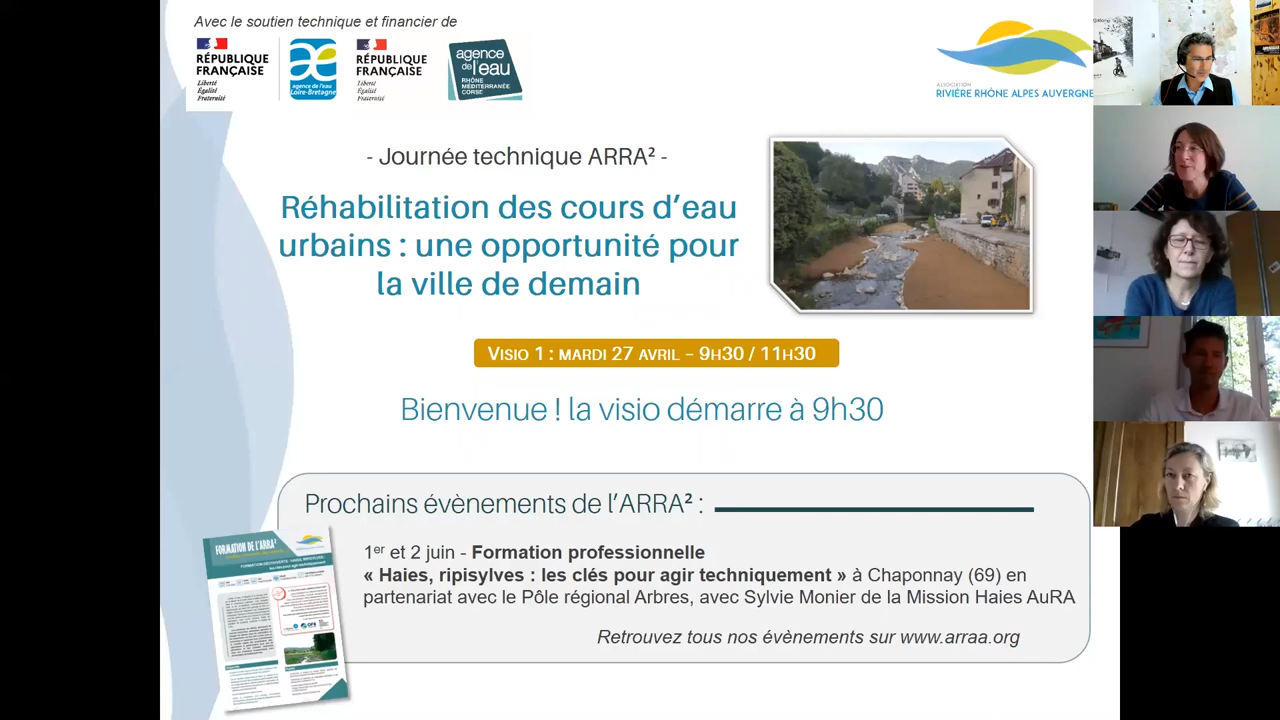 Avec le soutien technique et financier de
RÉPUBLIQUE
FRANÇAISE
Liberté
Égalité
Fraternité
agence de l'eau
Loire-Bretagne
RÉPUBLIQUE
FRANÇAISE
Liberté
Égalité
Fraternité
agence
de l'eau
RHÔNE
MÉDITERRANÉE
CORSE
ASSOCIATION
RIVIÈRE RHÔNE ALPES AUVERGNE
- Journée technique ARRA² -
Réhabilitation des cours d’eau
urbains : une opportunité pour
la ville de demain
Visio 1 : mardi 27 avril – 9h30 / 11h30
Bienvenue ! la visio démarre à 9h30
Prochains évènements de l’ARRA² :
1er et 2 juin - Formation professionnelle
« Haies, ripisylves : les clés pour agir techniquement » à Chaponnay (69) en
partenariat avec le Pôle régional Arbres, avec Sylvie Monier de la Mission Haies AuRA
Retrouvez tous nos évènements sur www.arraa.org
FORMATION DE L'ARRA²